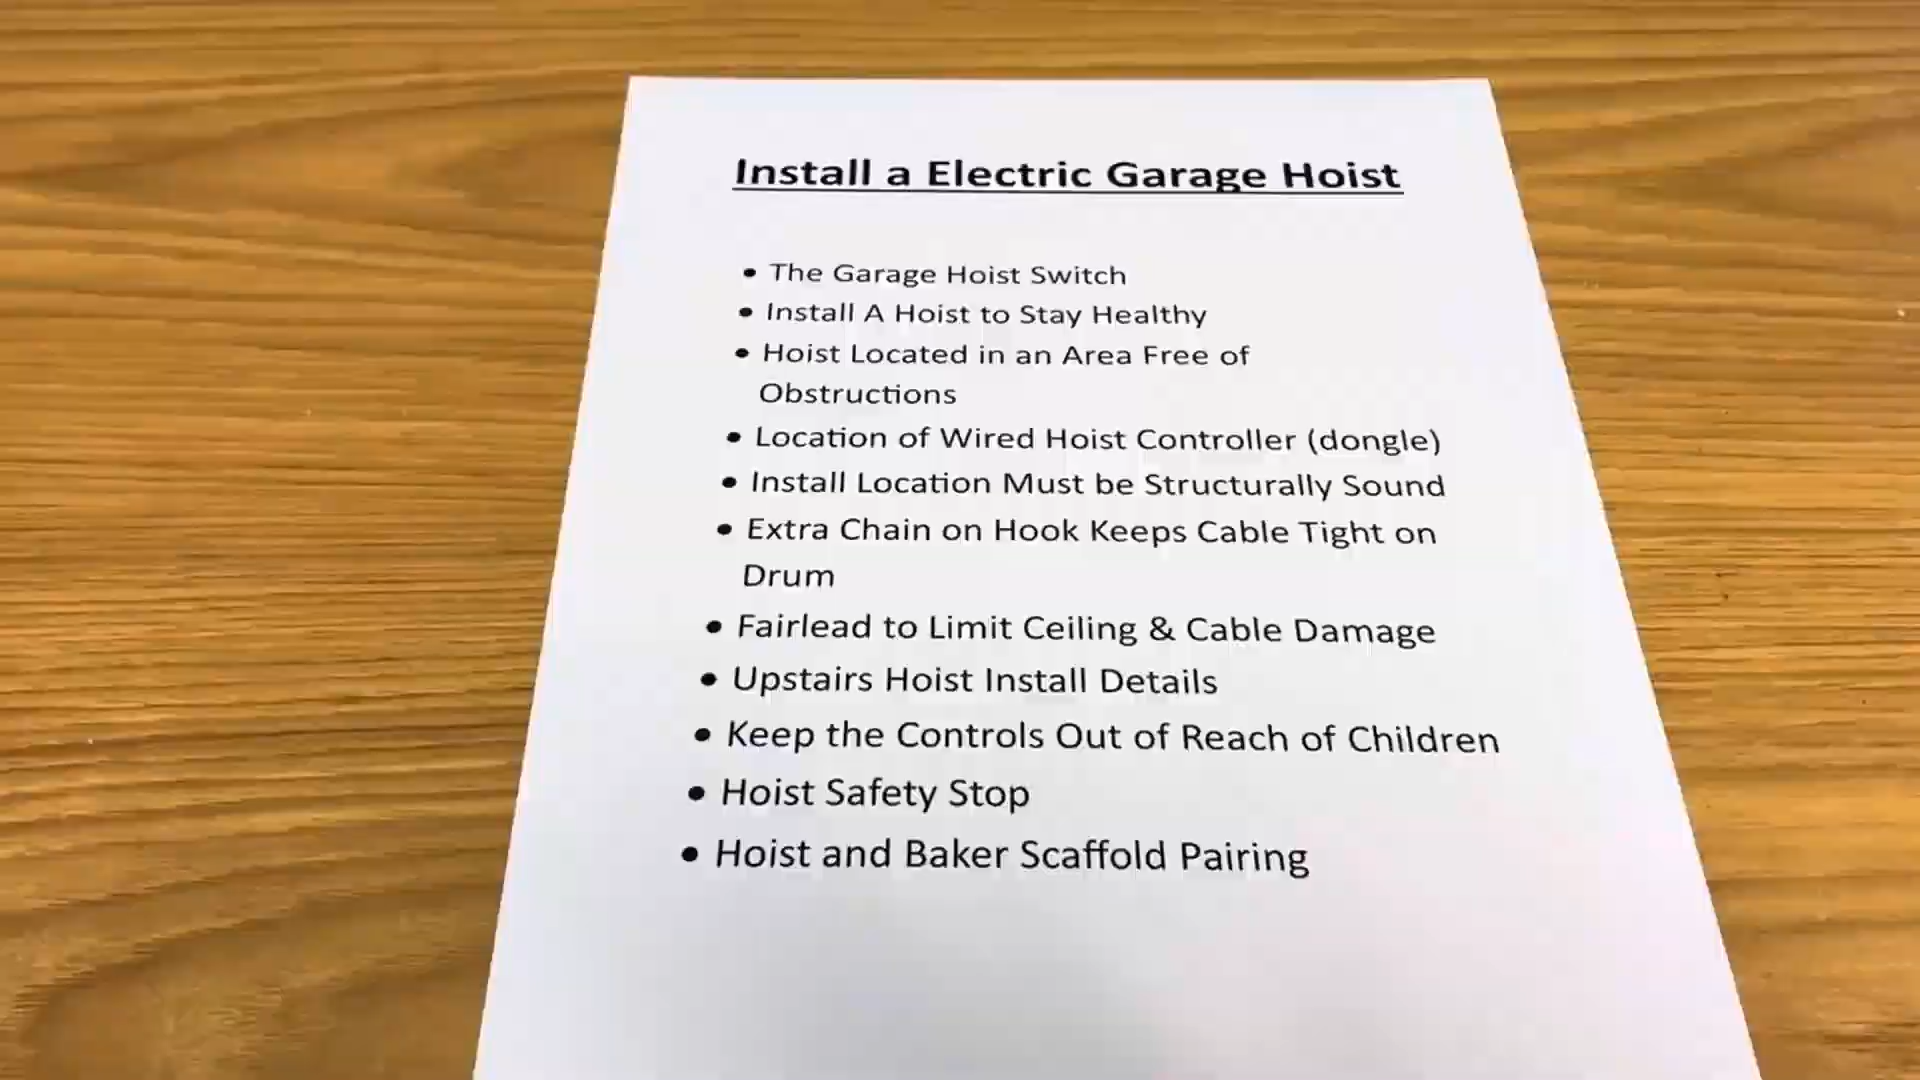 Install a Electric Garage Hoist
• The Garage Hoist Switch
• Install A Hoist to Stay Healthy
• Hoist Located in an Area Free of
Obstructions
• Location of Wired Hoist Controller (dongle)
• Install Location Must be Structurally Sound
• Extra Chain on Hook Keeps Cable Tight on
Drum
• Fairlead to Limit Ceiling & Cable Damage
• Upstairs Hoist Install Details
• Keep the Controls Out of Reach of Children
• Hoist Safety Stop
• Hoist and Baker Scaffold Pairing